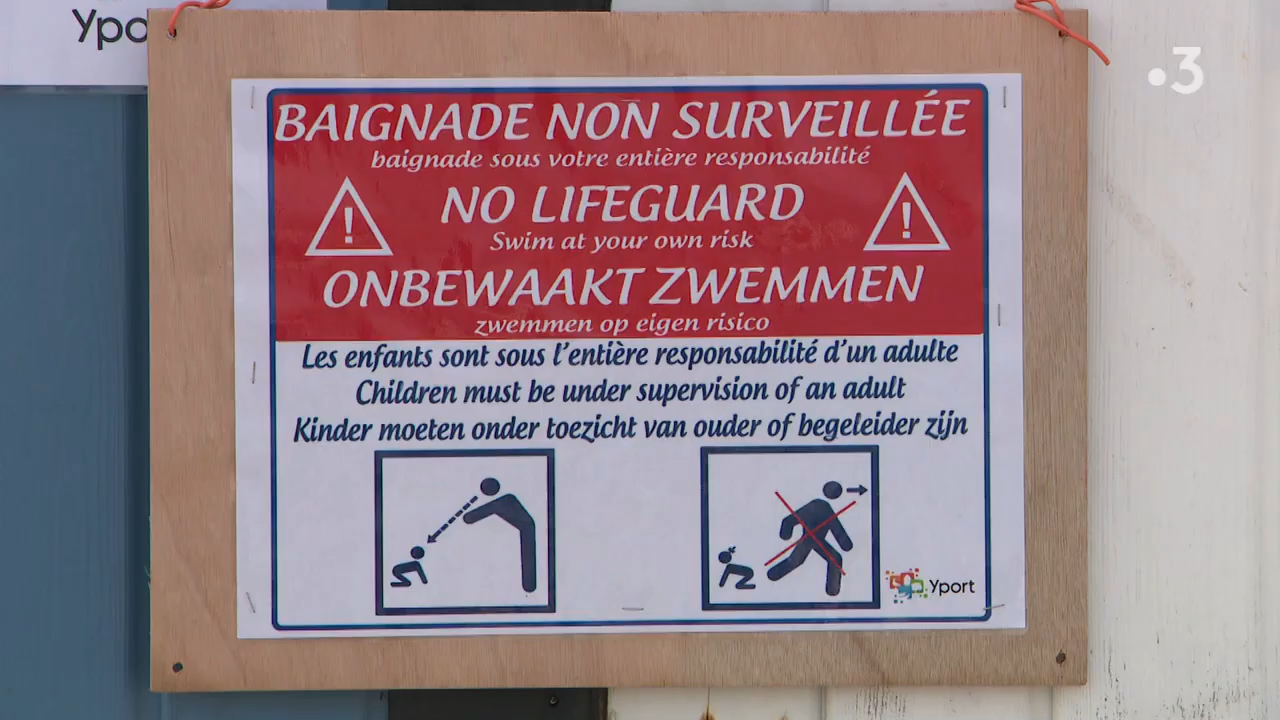 Ypo
3
BAIGNADE NON SURVEILLÉE
baignade sous votre entière responsabilité
NO LIFEGUARD
Swim at your own risk
ONBEWAAKT ZWEMMEN
zwemmen op eigen risico
Les enfants sont sous l'entière responsabilité d'un adulte
Children must be under supervision of an adult
Kinder moeten onder toezicht van ouder of begeleider zijn
Yport